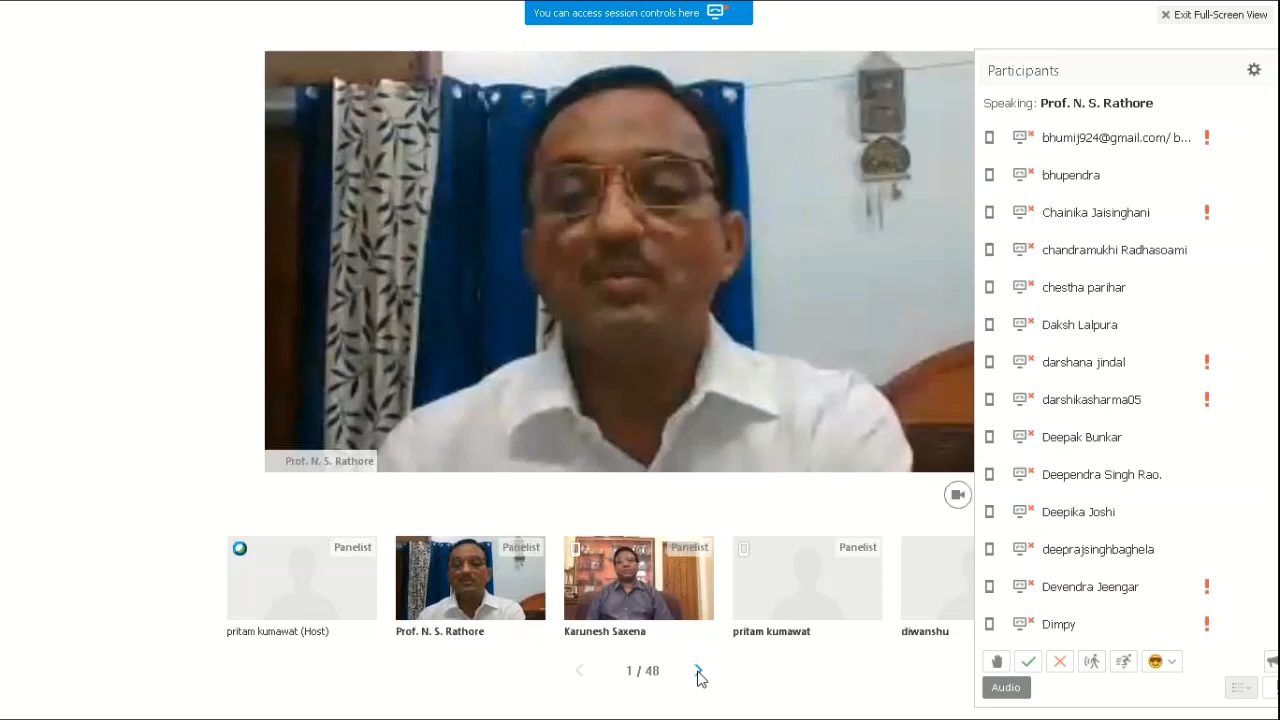 You can access session controls here
Exit Full-Screen View
Participants
Speaking: Prof. N. S. Rathore
bhumij924@gmail.com/ b...
bhupendra
Chainika Jaisinghani
chandramukhi Radhasoami
chestha parihar
Daksh Lalpura
darshana jindal
darshikasharma05
Deepak Bunkar
Deependra Singh Rao.
Deepika Joshi
deeprajsinghbaghela
Devendra Jeengar
Dimpy
Audio
Prof. N. S. Rathore
Panelist
Panelist
Panelist
Panelist
pritam kumawat (Host)
Prof. N. S. Rathore
Karunesh Saxena
pritam kumawat
diwanshu
1 / 48